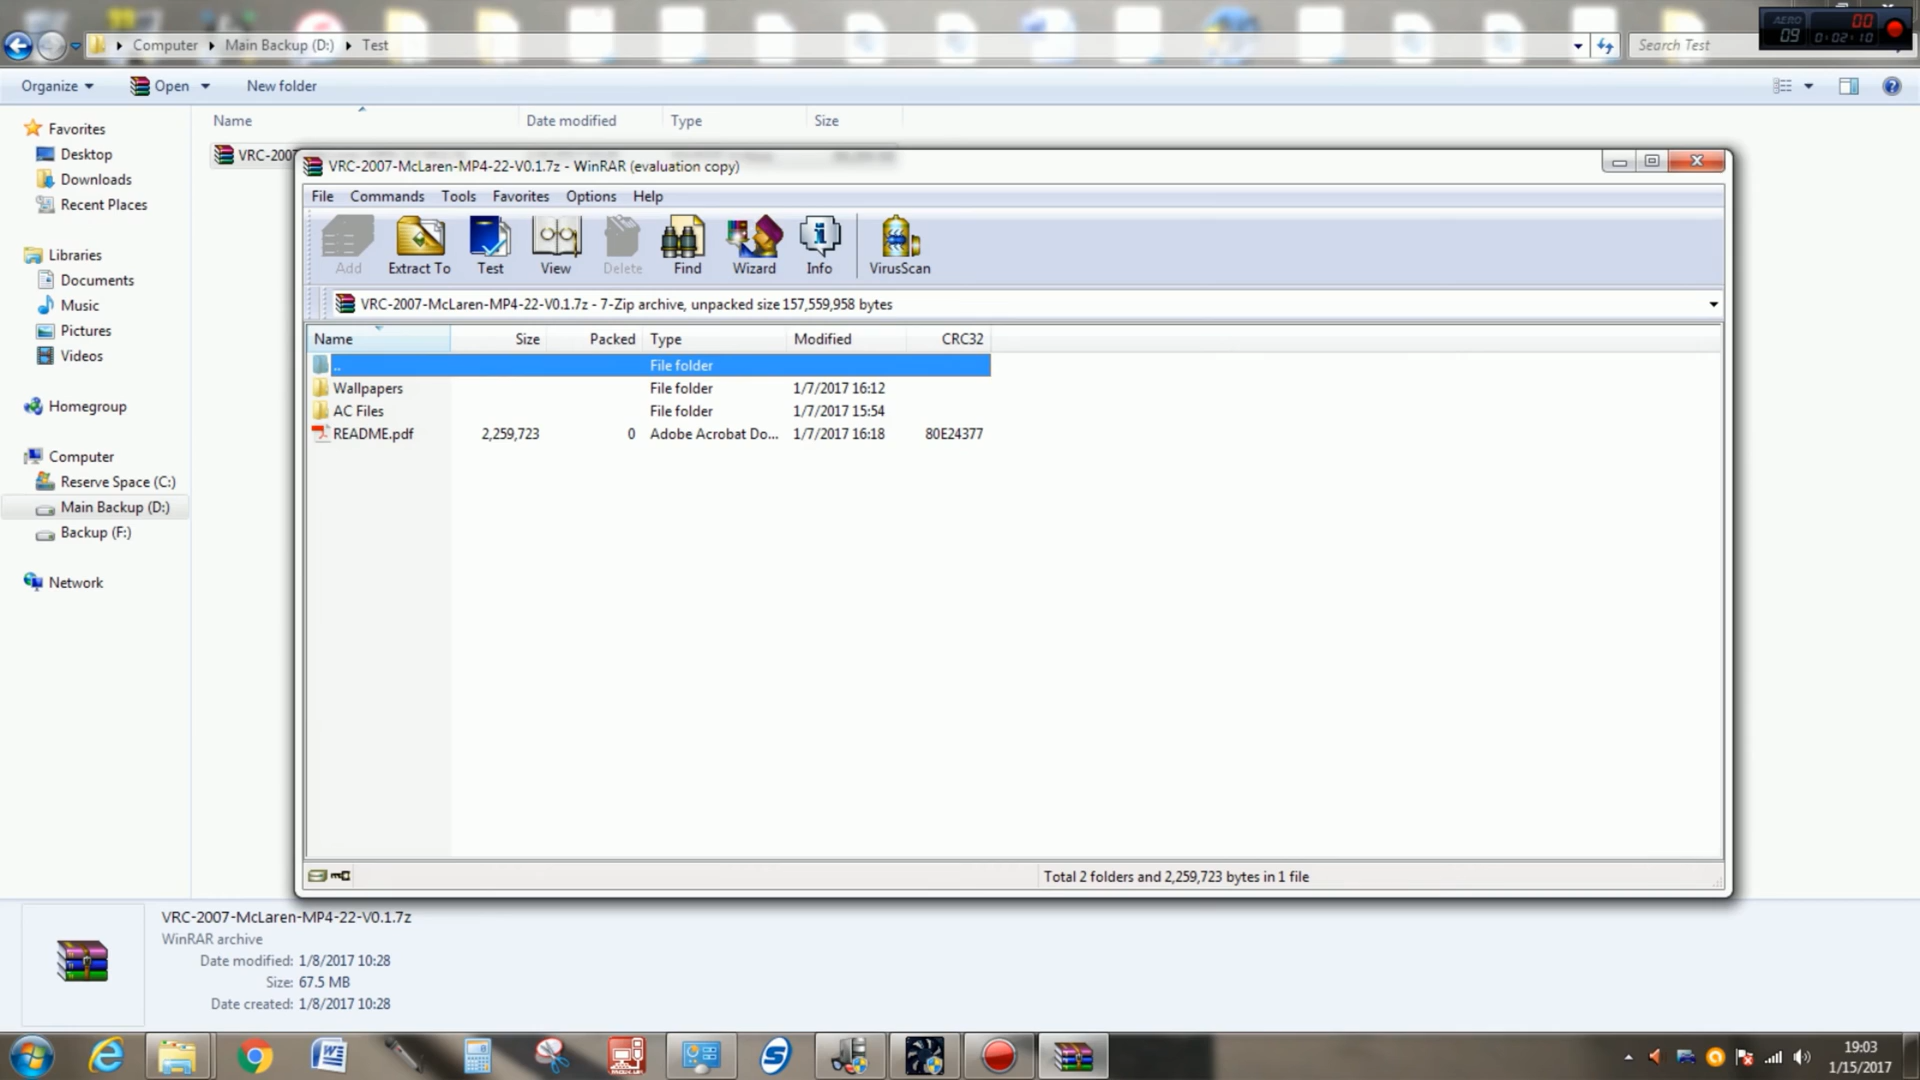 Computer ▸ Main Backup (D:) ▸ Test
Search Test
AERO
09
00
0:02:10
Organize
Open
New folder
Favorites
Desktop
Downloads
Recent Places
Libraries
Documents
Music
Pictures
Videos
Homegroup
Computer
Reserve Space (C:)
Main Backup (D:)
Backup (F:)
Network
Name Date modified Type Size
VRC-2007
VRC-2007-McLaren-MP4-22-V0.1.7z - WinRAR (evaluation copy)
File Commands Tools Favorites Options Help
Add Extract To Test View Delete Find Wizard Info VirusScan
VRC-2007-McLaren-MP4-22-V0.1.7z - 7-Zip archive, unpacked size 157,559,958 bytes
Name Size Packed Type Modified CRC32
.. File folder
Wallpapers File folder 1/7/2017 16:12
AC Files File folder 1/7/2017 15:54
README.pdf 2,259,723 0 Adobe Acrobat Do... 1/7/2017 16:18 80E24377
Total 2 folders and 2,259,723 bytes in 1 file
VRC-2007-McLaren-MP4-22-V0.1.7z
WinRAR archive
Date modified: 1/8/2017 10:28
Size: 67.5 MB
Date created: 1/8/2017 10:28
19:03
1/15/2017